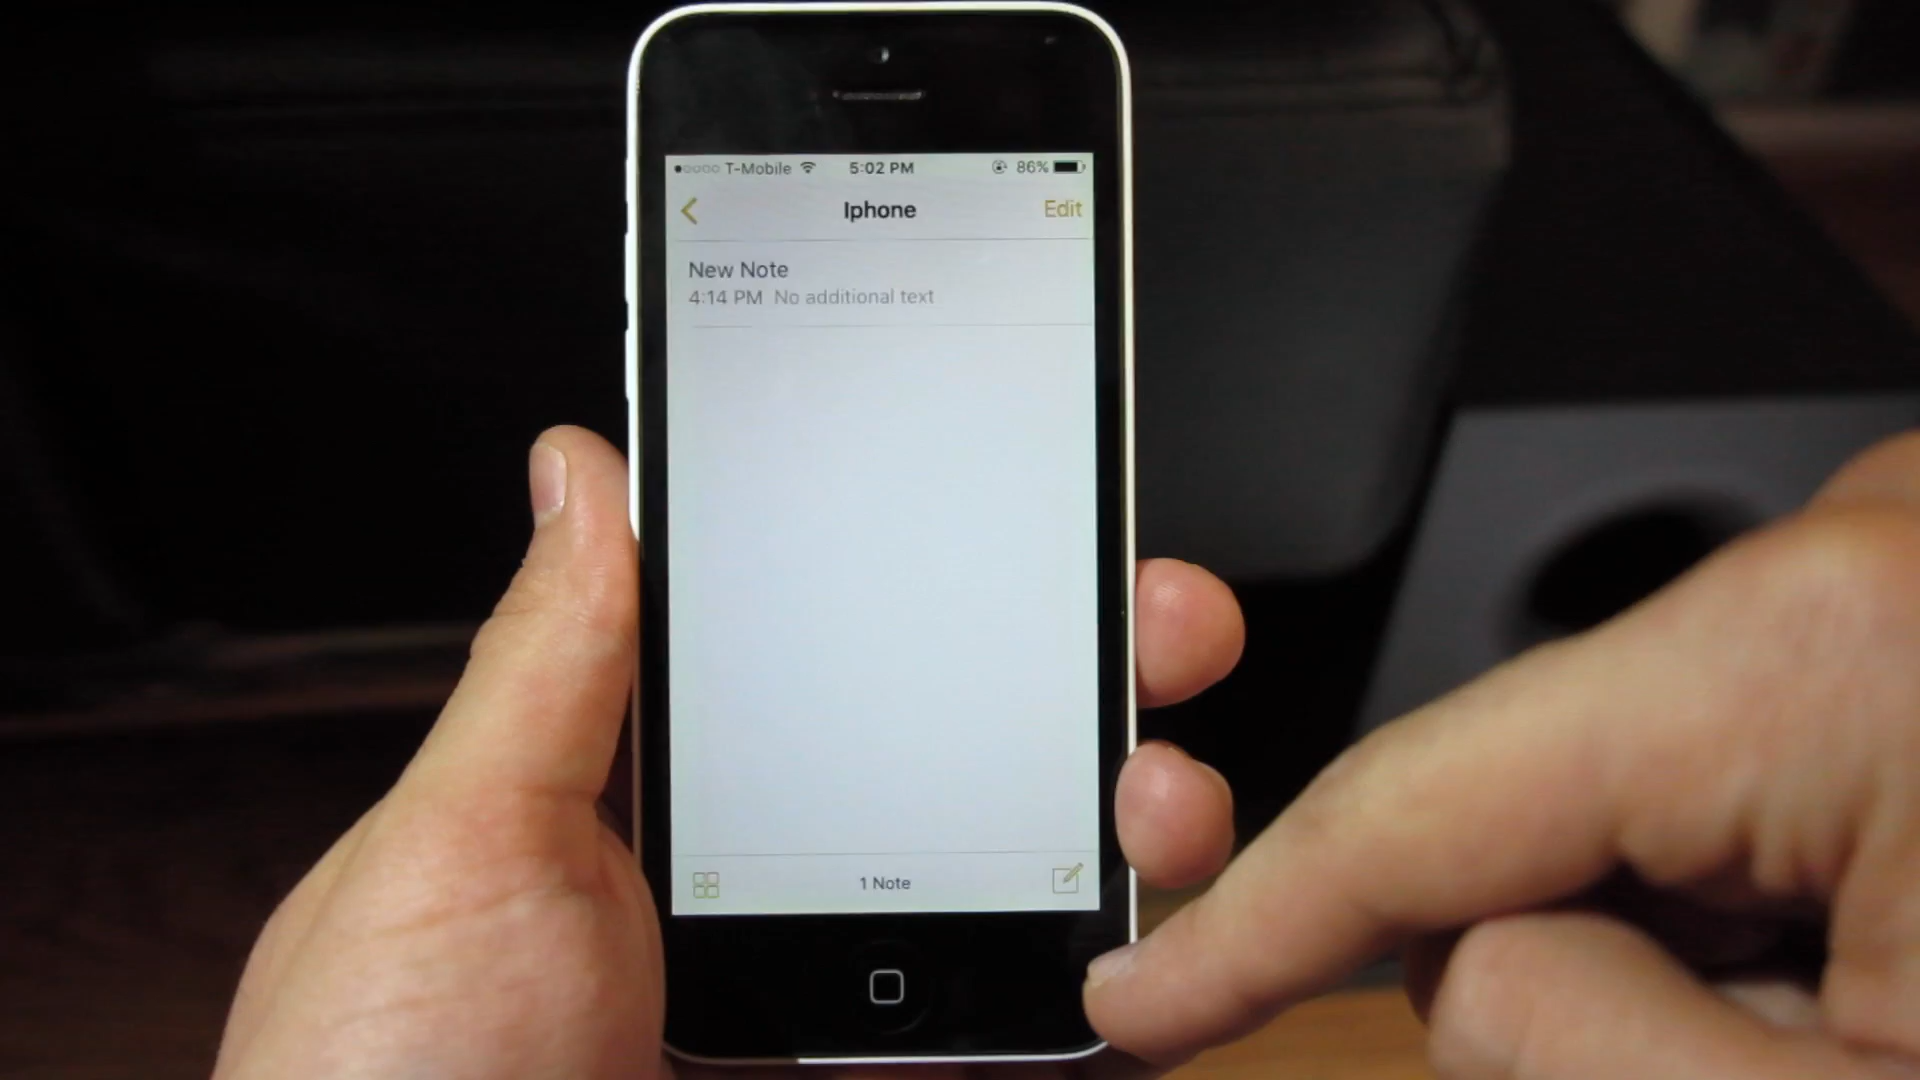 T-Mobile 5:02 PM 86%
Iphone Edit
New Note
4:14 PM No additional text
1 Note